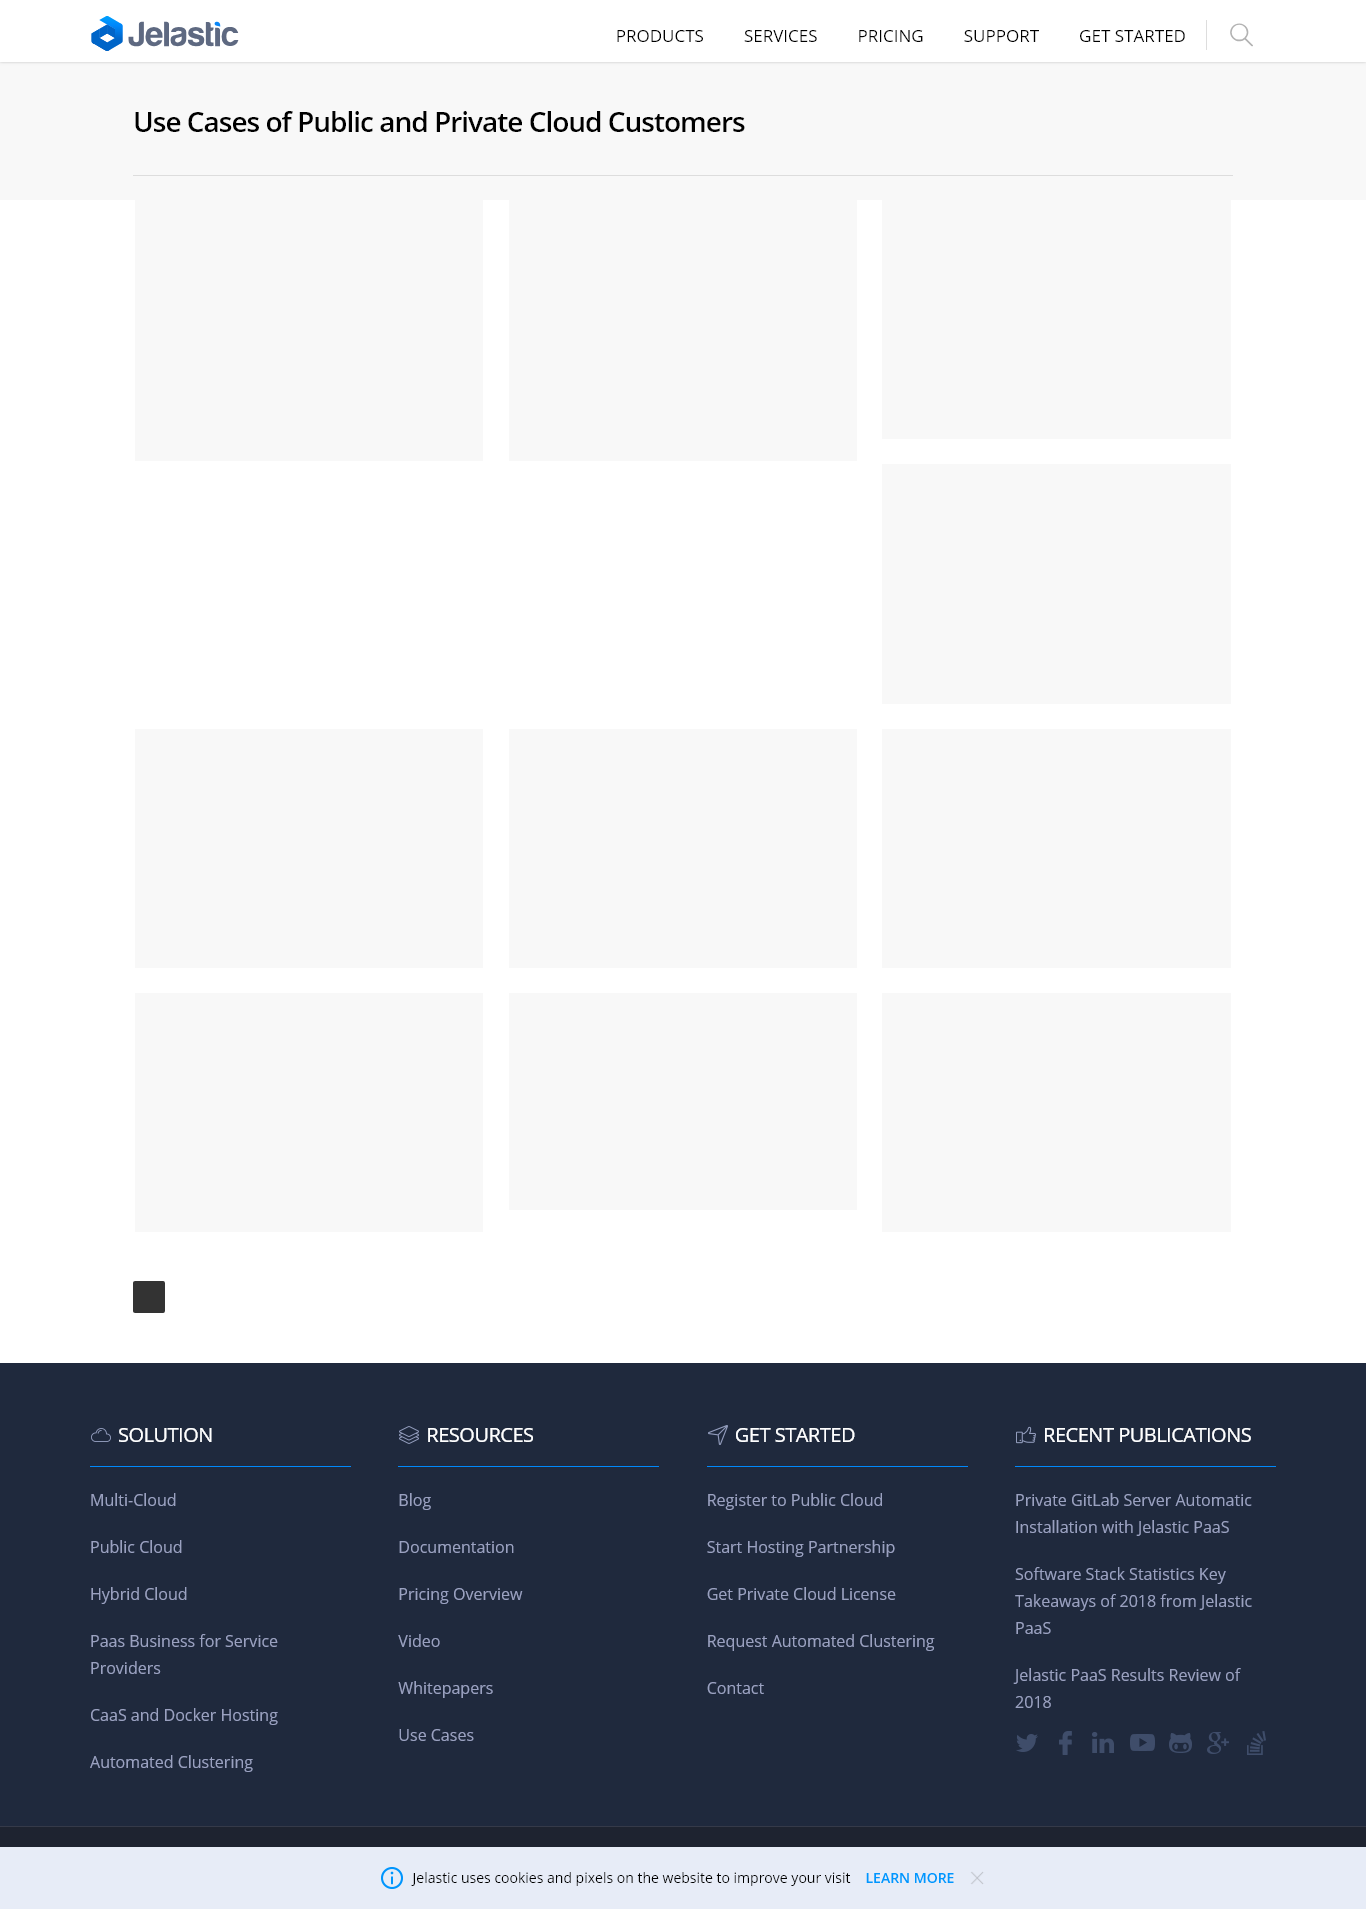 Jelastic
PRODUCTS SERVICES PRICING SUPPORT GET STARTED
Use Cases of Public and Private Cloud Customers
SOLUTION
Multi-Cloud
Public Cloud
Hybrid Cloud
Paas Business for Service
Providers
CaaS and Docker Hosting
Automated Clustering
RESOURCES
Blog
Documentation
Pricing Overview
Video
Whitepapers
Use Cases
GET STARTED
Register to Public Cloud
Start Hosting Partnership
Get Private Cloud License
Request Automated Clustering
Contact
RECENT PUBLICATIONS
Private GitLab Server Automatic
Installation with Jelastic PaaS
Software Stack Statistics Key
Takeaways of 2018 from Jelastic
PaaS
Jelastic PaaS Results Review of
2018
Jelastic uses cookies and pixels on the website to improve your visit LEARN MORE